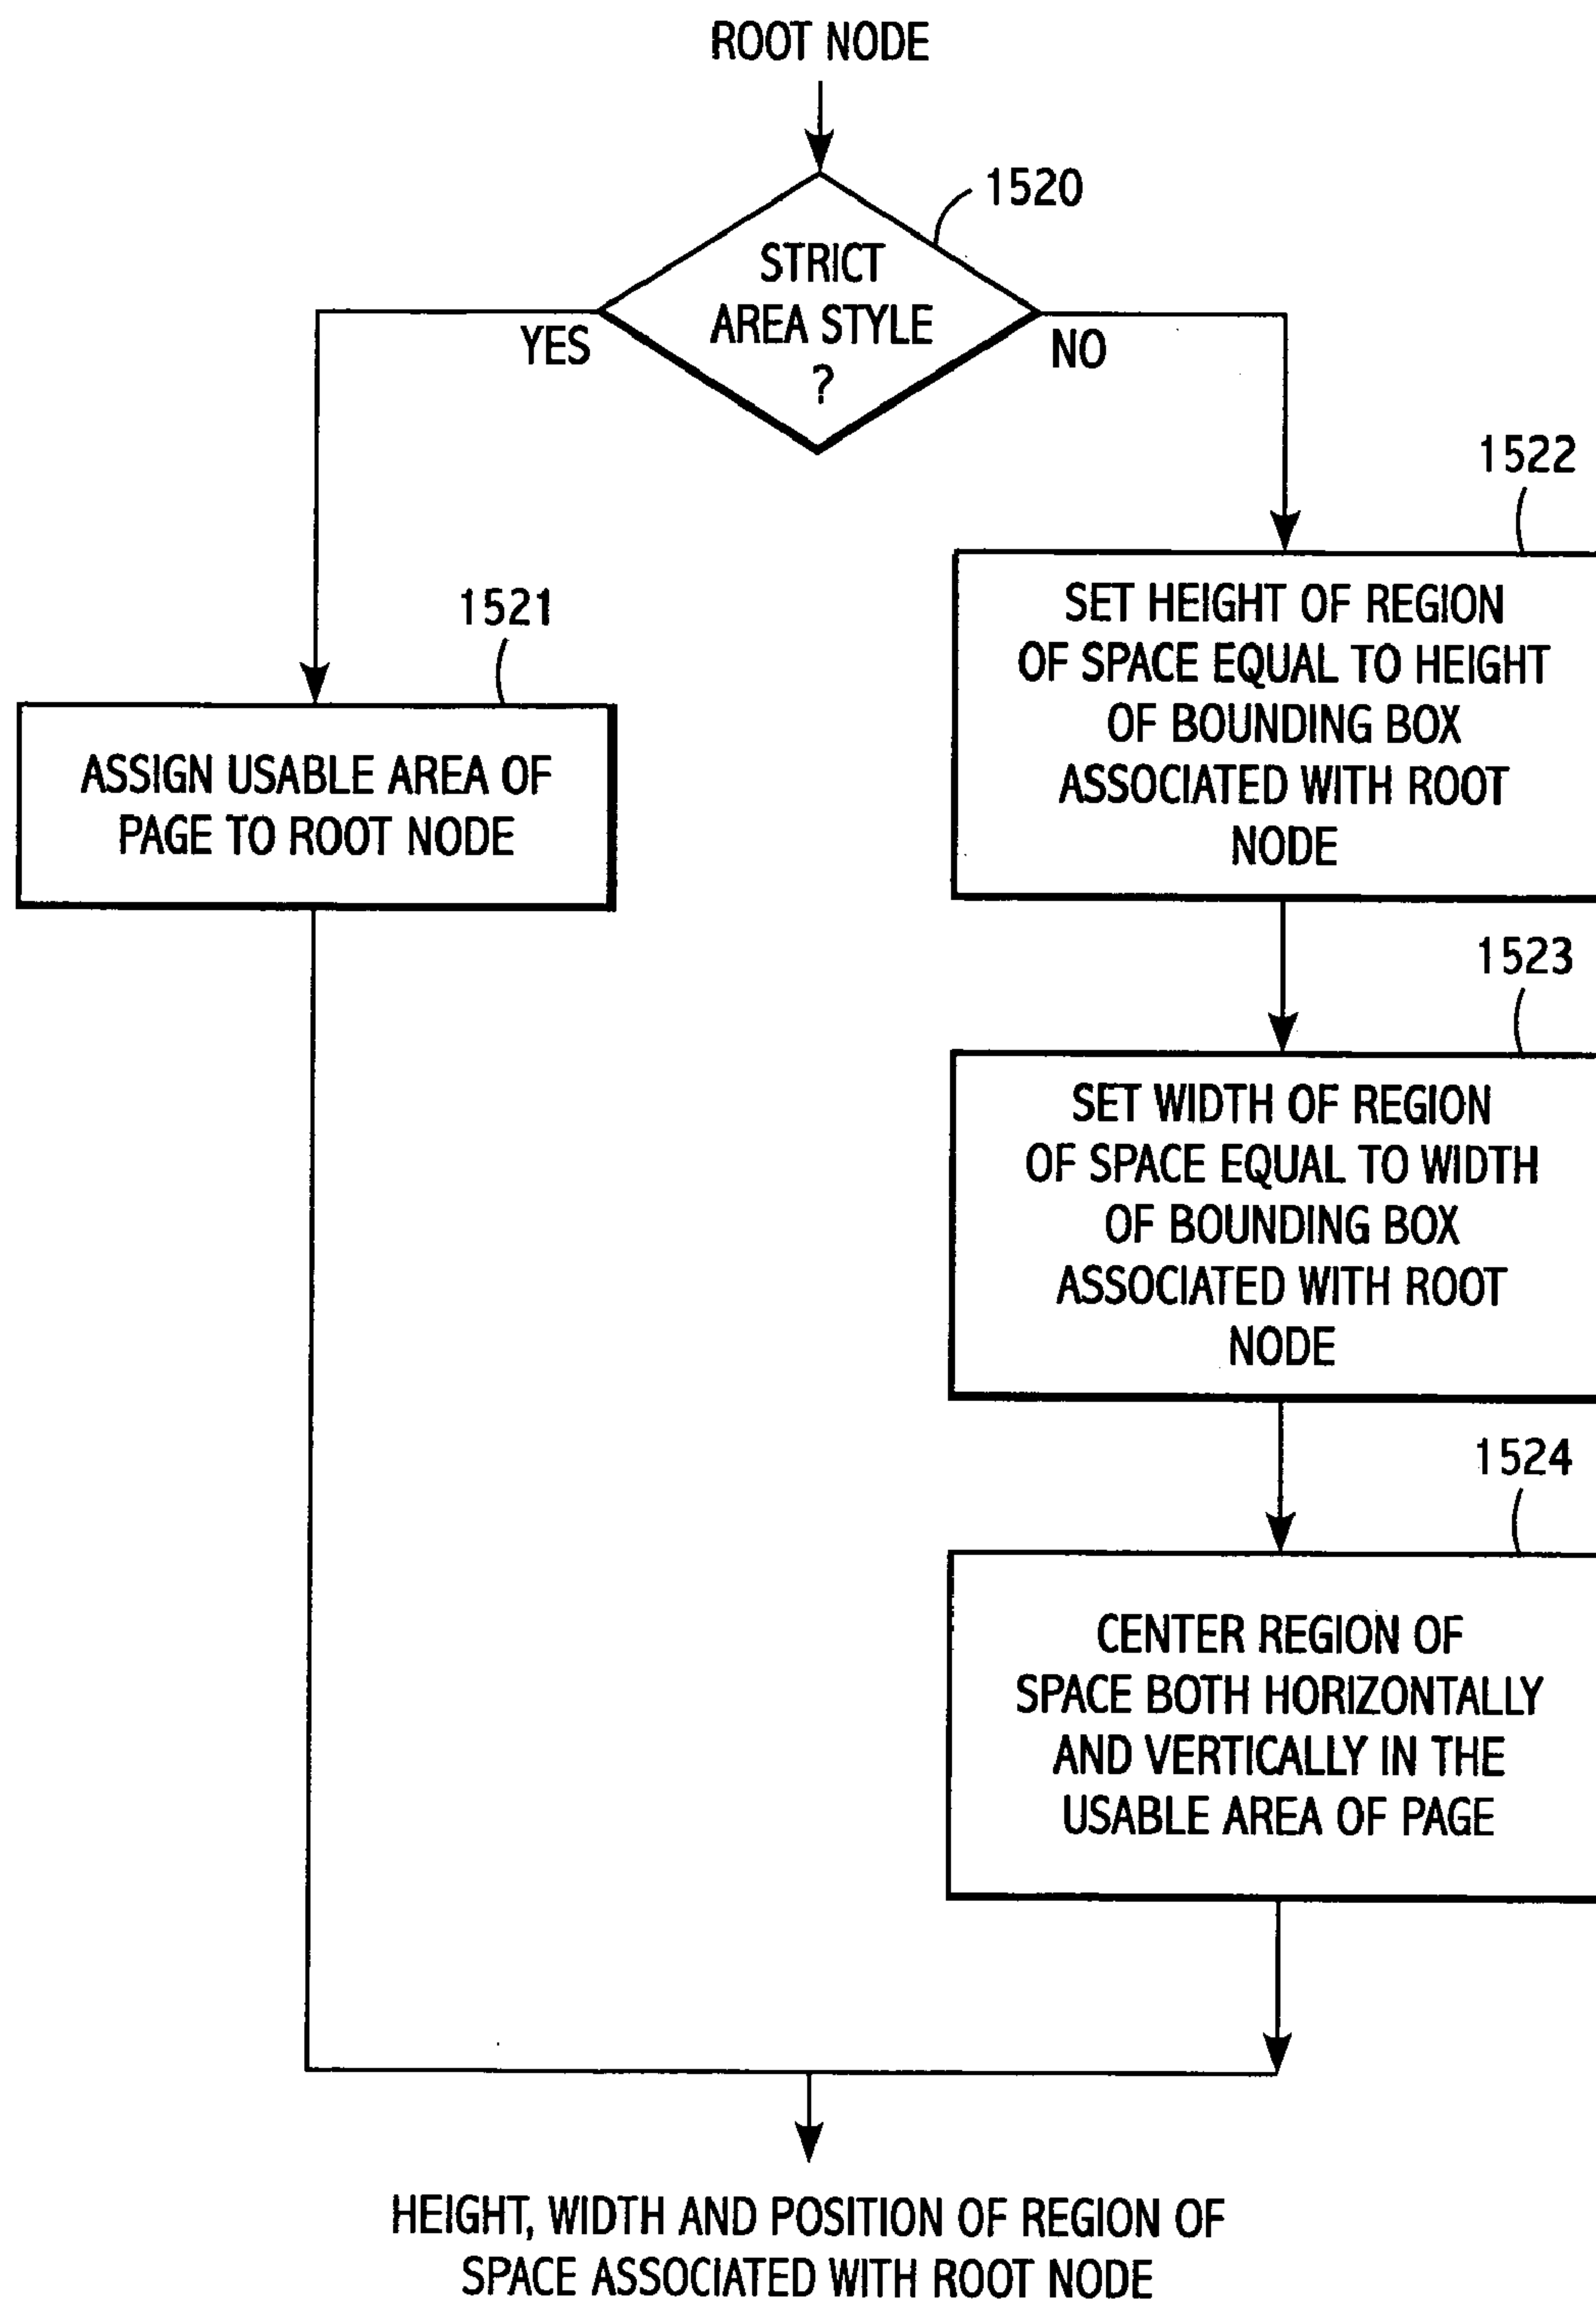 ROOT NODE
1520
STRICT
AREA STYLE
?
YES
NO
1522
SET HEIGHT OF REGION
OF SPACE EQUAL TO HEIGHT
OF BOUNDING BOX
ASSOCIATED WITH ROOT
NODE
1521
ASSIGN USABLE AREA OF
PAGE TO ROOT NODE
1523
SET WIDTH OF REGION
OF SPACE EQUAL TO WIDTH
OF BOUNDING BOX
ASSOCIATED WITH ROOT
NODE
1524
CENTER REGION OF
SPACE BOTH HORIZONTALLY
AND VERTICALLY IN THE
USABLE AREA OF PAGE
HEIGHT, WIDTH AND POSITION OF REGION OF
SPACE ASSOCIATED WITH ROOT NODE